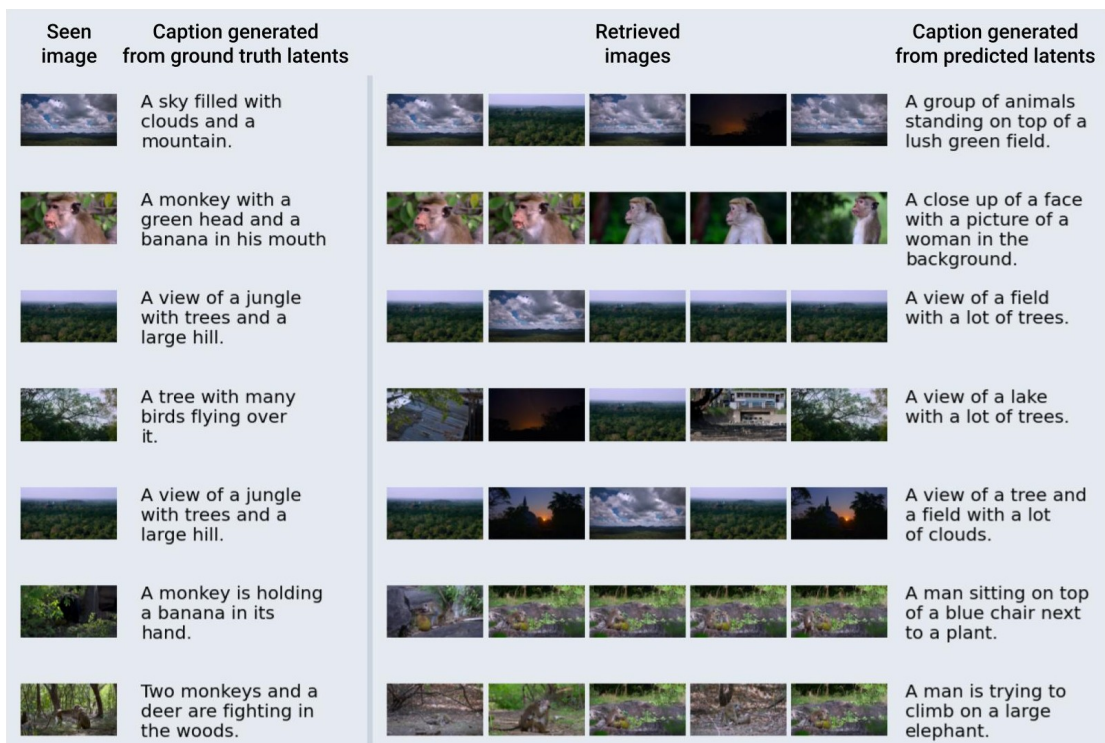 Seen
image
Caption generated
from ground truth latents
Retrieved
images
Caption generated
from predicted latents
A sky filled with
clouds and a
mountain.
A group of animals
standing on top of a
lush green field.
A monkey with a
green head and a
banana in his mouth
A close up of a face
with a picture of a
woman in the
background.
A view of a jungle
with trees and a
large hill.
A view of a field
with a lot of trees.
A tree with many
birds flying over
it.
A view of a lake
with a lot of trees.
A view of a jungle
with trees and a
large hill.
A view of a tree and
a field with a lot
of clouds.
A monkey is holding
a banana in its
hand.
A man sitting on top
of a blue chair next
to a plant.
Two monkeys and a
deer are fighting in
the woods.
A man is trying to
climb on a large
elephant.